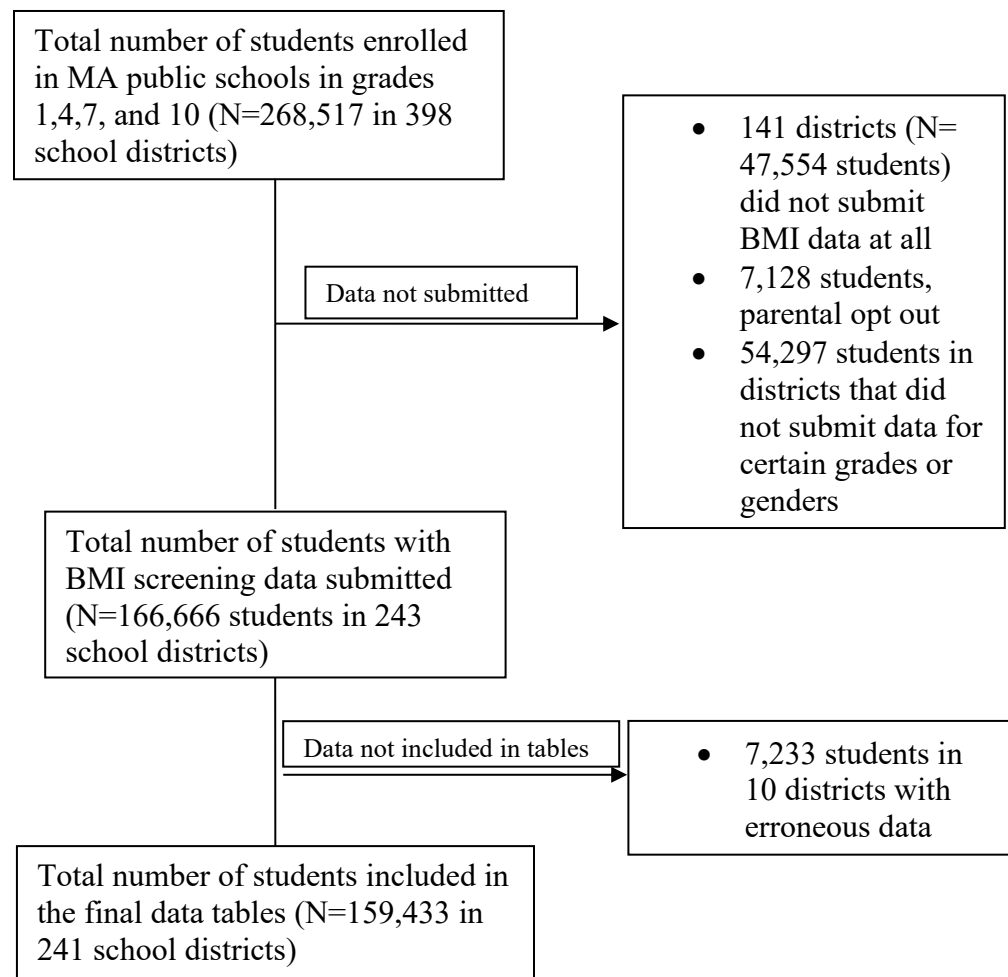 Total number of students enrolled
in MA public schools in grades
1,4,7, and 10 (N=268,517 in 398
school districts)
• 141 districts (N=
47,554 students)
did not submit
BMI data at all
• 7,128 students,
parental opt out
• 54,297 students in
districts that did
not submit data for
certain grades or
genders
Data not submitted
Total number of students with
BMI screening data submitted
(N=166,666 students in 243
school districts)
Data not included in tables
• 7,233 students in
10 districts with
erroneous data
Total number of students included in
the final data tables (N=159,433 in
241 school districts)